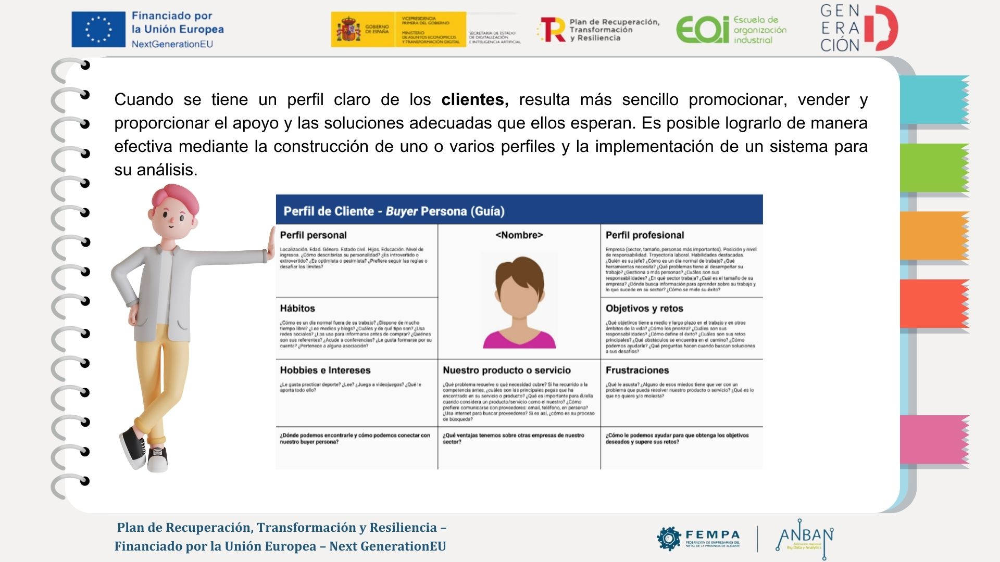 Financiado por
la Unión Europea
NextGenerationEU
GOBIERNO
DE ESPAÑA
VICEPRESIDENCIA
PRIMERA DEL GOBIERNO
MINISTERIO
DE ASUNTOS ECONÓMICOS
Y TRANSFORMACIÓN DIGITAL
SECRETARÍA DE ESTADO
DE DIGITALIZACIÓN
E INTELIGENCIA ARTIFICIAL
Plan de Recuperación,
Transformación
y Resiliencia
EOi
Escuela de
organización
industrial
GEN
ERA
CIÓN
D
Cuando se tiene un perfil claro de los clientes, resulta más sencillo promocionar, vender y
proporcionar el apoyo y las soluciones adecuadas que ellos esperan. Es posible lograrlo de manera
efectiva mediante la construcción de uno o varios perfiles y la implementación de un sistema para
su análisis.
Perfil de Cliente - Buyer Persona (Guía)
Perfil personal
Localización. Edad. Género. Estado civil. Hijos. Educación. Nivel de
ingresos. ¿Cómo describirías su personalidad? ¿Es introvertido o
extrovertido? ¿Es optimista o pesimista? ¿Prefiere seguir las reglas o
desafiar los límites?
<Nombre>
Perfil profesional
Empresa (sector, tamaño, personas más importantes). Posición y nivel
de responsabilidad. Trayectoria laboral. Habilidades destacadas.
¿Quién es su jefe? ¿Cómo es un día normal de trabajo? ¿Qué
herramientas necesita? ¿Qué problemas tiene al desempeñar su
trabajo? ¿Gestiona a más personas? ¿Cuáles son sus
responsabilidades? ¿En qué sector trabaja? ¿Cuál es el tamaño de su
empresa? ¿Dónde busca información para aprender sobre su trabajo y
lo que sucede en su sector? ¿Cómo se mide su éxito?
Hábitos
¿Cómo es un día normal fuera de su trabajo? ¿Dispone de mucho
tiempo libre? ¿Lee medios y blogs? ¿Cuáles y de qué tipo son? ¿Usa
redes sociales? ¿Las usa para informarse antes de comprar? ¿Quiénes
son sus referentes? ¿Acude a conferencias? ¿Le gusta formarse por su
cuenta? ¿Pertenece a alguna asociación?
Objetivos y retos
¿Qué objetivos tiene a medio y largo plazo en el trabajo y en otros
ámbitos de la vida? ¿Cómo los prioriza? ¿Cuáles son sus
responsabilidades? ¿Cómo define el éxito? ¿Cuáles son sus retos
principales? ¿Qué obstáculos se encuentra en el camino? ¿Cómo
podemos ayudarle? ¿Qué preguntas hacen cuando buscan soluciones
a sus desafíos?
Hobbies e Intereses
¿Le gusta practicar deporte? ¿Lee? ¿Juega a videojuegos? ¿Qué le
aporta todo ello?
Nuestro producto o servicio
¿Qué problema resuelve o qué necesidad cubre? Si ha recurrido a la
competencia antes, ¿cuáles son las principales pegas que ha
encontrado en su servicio o producto? ¿Qué es importante para él/ella
cuando considera un producto/servicio como el nuestro? ¿Cómo
prefiere comunicarse con proveedores: email, teléfono, en persona?
¿Usa internet para buscar proveedores? Si es así, ¿cómo es su proceso
de búsqueda?
Frustraciones
¿Qué le asusta? ¿Alguno de esos miedos tiene que ver con un
problema que pueda resolver nuestro producto o servicio? ¿Qué es lo
que no quiere y/o molesta?
¿Dónde podemos encontrarle y cómo podemos conectar con
nuestro buyer persona?
¿Qué ventajas tenemos sobre otras empresas de nuestro
sector?
¿Cómo le podemos ayudar para que obtenga los objetivos
deseados y supere sus retos?
Plan de Recuperación, Transformación y Resiliencia –
Financiado por la Unión Europea – Next GenerationEU
FEMPA
FEDERACIÓN DE EMPRESARIOS DEL
METAL DE LA PROVINCIA DE ALICANTE
ANBAN
Asociación Nacional
Big Data y Analytics